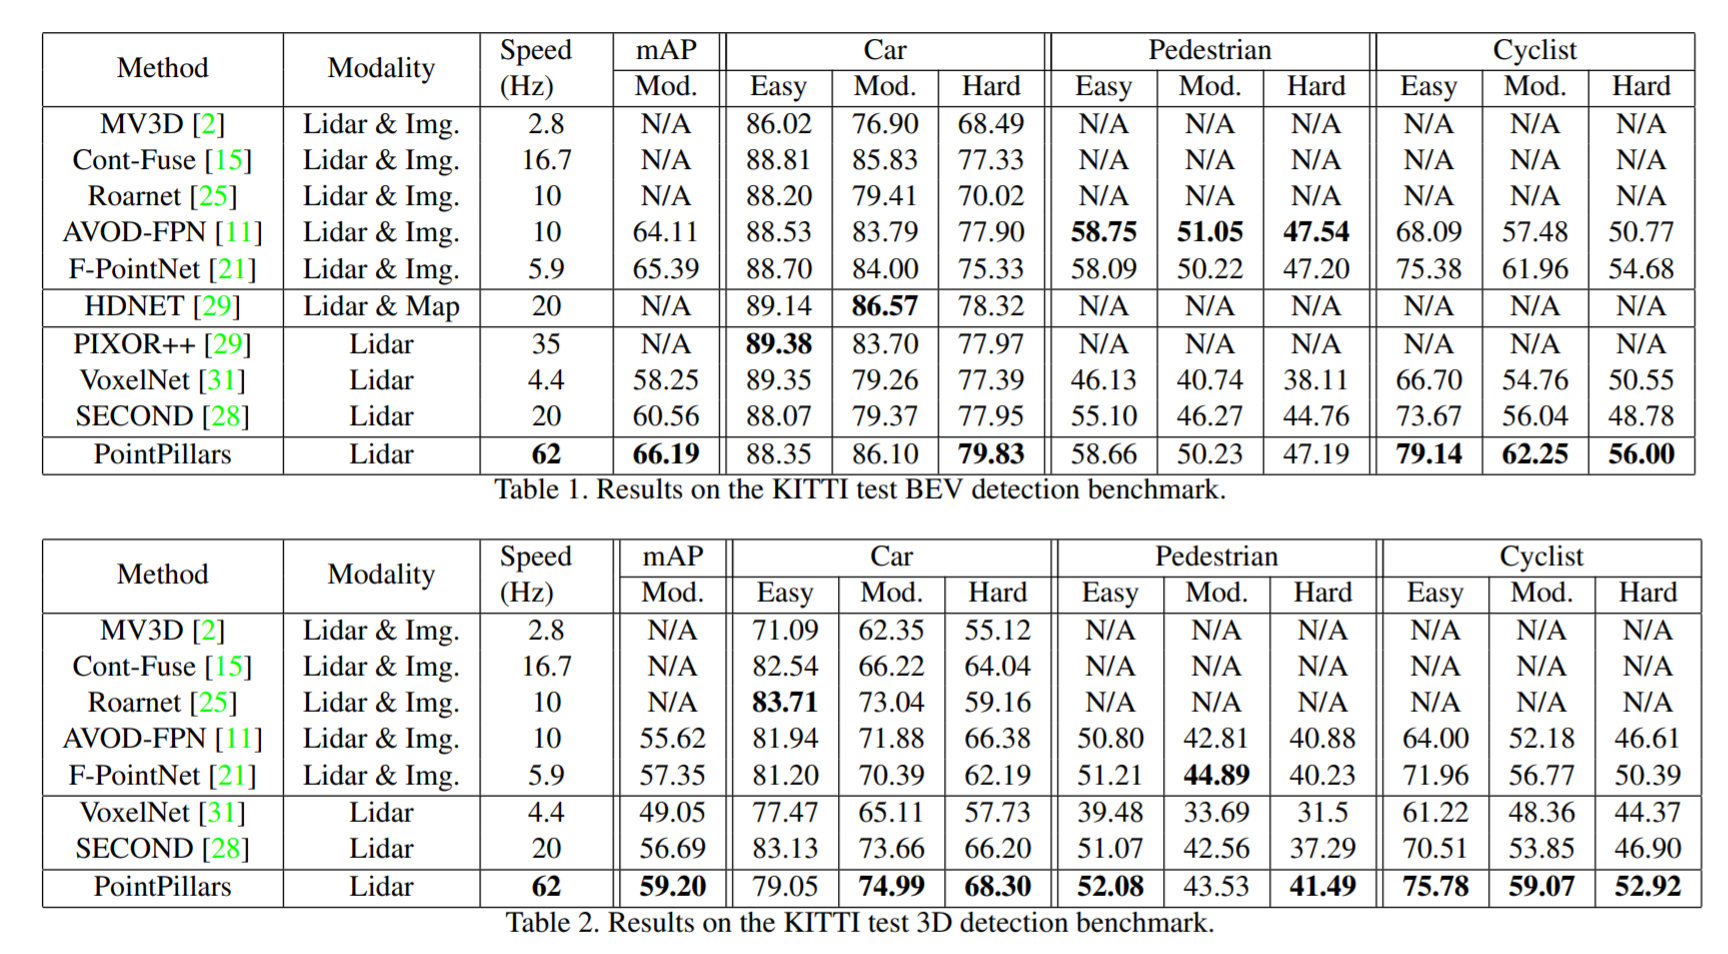 Method Modality Speed (Hz) mAP Car Pedestrian Cyclist
Mod. Easy Mod. Hard Easy Mod. Hard Easy Mod. Hard
MV3D [2] Lidar & Img. 2.8 N/A 86.02 76.90 68.49 N/A N/A N/A N/A N/A N/A
Cont-Fuse [15] Lidar & Img. 16.7 N/A 88.81 85.83 77.33 N/A N/A N/A N/A N/A N/A
Roarnet [25] Lidar & Img. 10 N/A 88.20 79.41 70.02 N/A N/A N/A N/A N/A N/A
AVOD-FPN [11] Lidar & Img. 10 64.11 88.53 83.79 77.90 58.75 51.05 47.54 68.09 57.48 50.77
F-PointNet [21] Lidar & Img. 5.9 65.39 88.70 84.00 75.33 58.09 50.22 47.20 75.38 61.96 54.68
HDNET [29] Lidar & Map 20 N/A 89.14 86.57 78.32 N/A N/A N/A N/A N/A N/A
PIXOR++ [29] Lidar 35 N/A 89.38 83.70 77.97 N/A N/A N/A N/A N/A N/A
VoxelNet [31] Lidar 4.4 58.25 89.35 79.26 77.39 46.13 40.74 38.11 66.70 54.76 50.55
SECOND [28] Lidar 20 60.56 88.07 79.37 77.95 55.10 46.27 44.76 73.67 56.04 48.78
PointPillars Lidar 62 66.19 88.35 86.10 79.83 58.66 50.23 47.19 79.14 62.25 56.00
Table 1. Results on the KITTI test BEV detection benchmark.
Method Modality Speed (Hz) mAP Car Pedestrian Cyclist
Mod. Easy Mod. Hard Easy Mod. Hard Easy Mod. Hard
MV3D [2] Lidar & Img. 2.8 N/A 71.09 62.35 55.12 N/A N/A N/A N/A N/A N/A
Cont-Fuse [15] Lidar & Img. 16.7 N/A 82.54 66.22 64.04 N/A N/A N/A N/A N/A N/A
Roarnet [25] Lidar & Img. 10 N/A 83.71 73.04 59.16 N/A N/A N/A N/A N/A N/A
AVOD-FPN [11] Lidar & Img. 10 55.62 81.94 71.88 66.38 50.80 42.81 40.88 64.00 52.18 46.61
F-PointNet [21] Lidar & Img. 5.9 57.35 81.20 70.39 62.19 51.21 44.89 40.23 71.96 56.77 50.39
VoxelNet [31] Lidar 4.4 49.05 77.47 65.11 57.73 39.48 33.69 31.5 61.22 48.36 44.37
SECOND [28] Lidar 20 56.69 83.13 73.66 66.20 51.07 42.56 37.29 70.51 53.85 46.90
PointPillars Lidar 62 59.20 79.05 74.99 68.30 52.08 43.53 41.49 75.78 59.07 52.92
Table 2. Results on the KITTI test 3D detection benchmark.